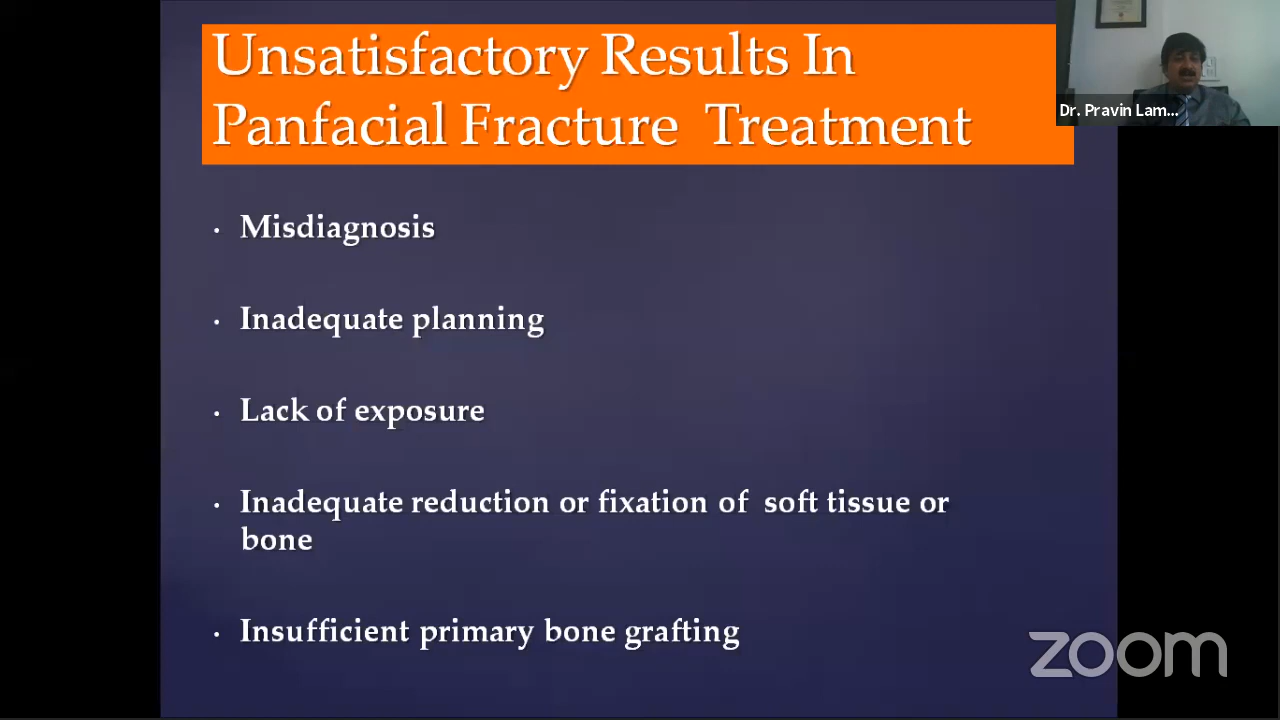 Unsatisfactory Results In
Panfacial Fracture Treatment
Dr. Pravin Lam...
• Misdiagnosis
• Inadequate planning
• Lack of exposure
• Inadequate reduction or fixation of soft tissue or
bone
• Insufficient primary bone grafting
zoom